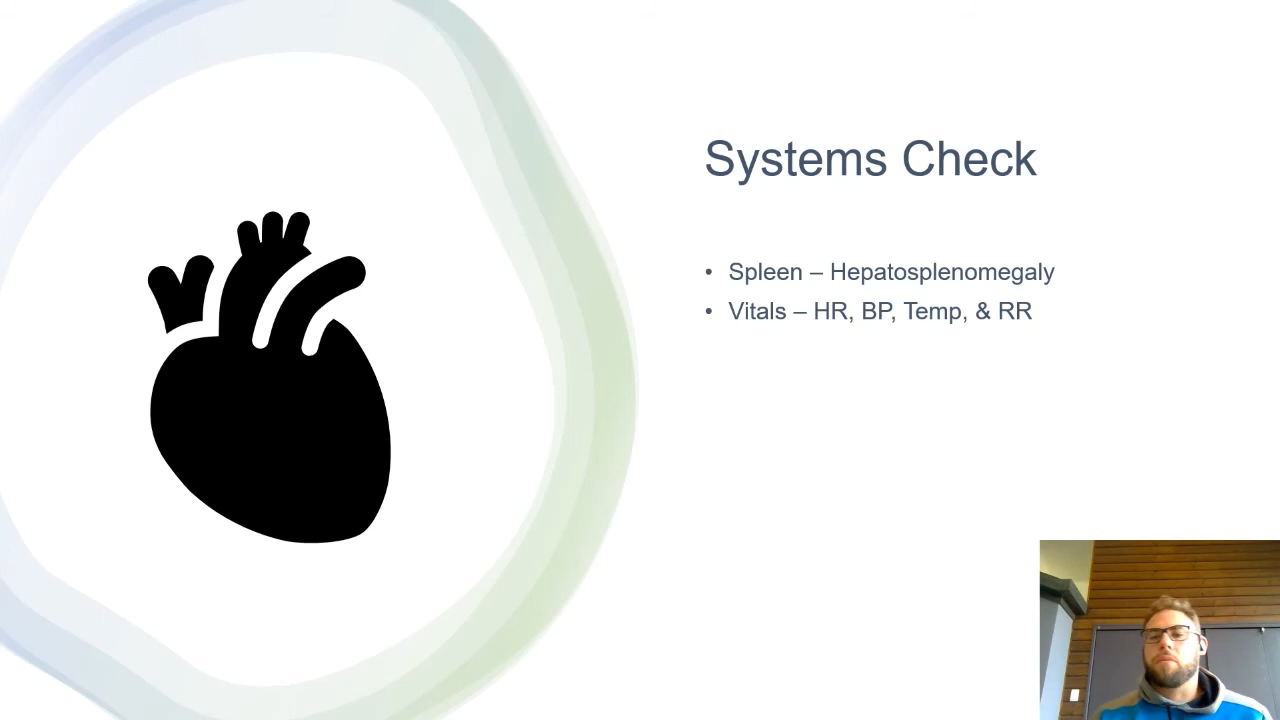 Systems Check
• Spleen – Hepatosplenomegaly
• Vitals – HR, BP, Temp, & RR